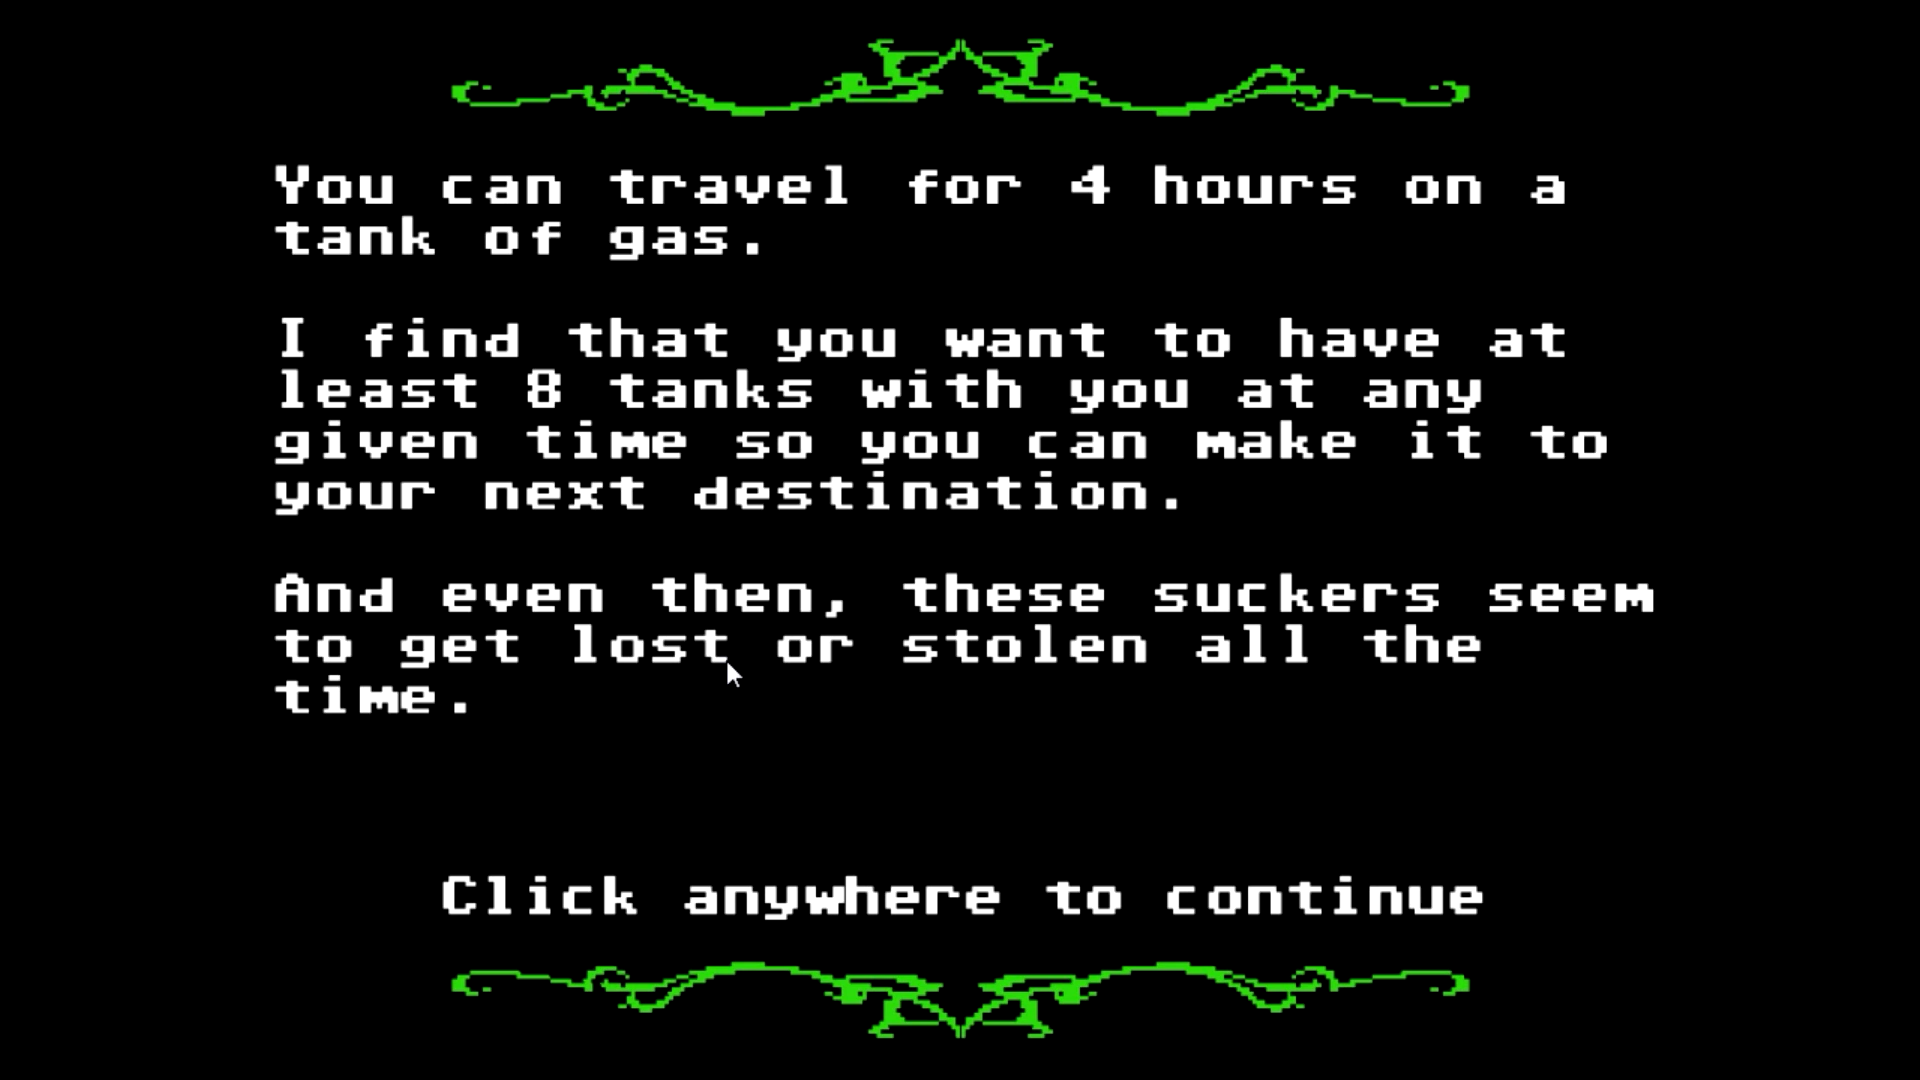 You can travel for 4 hours on a
tank of gas.
I find that you want to have at
least 8 tanks with you at any
given time so you can make it to
your next destination.
And even then, these suckers seem
to get lost or stolen all the
time.
Click anywhere to continue